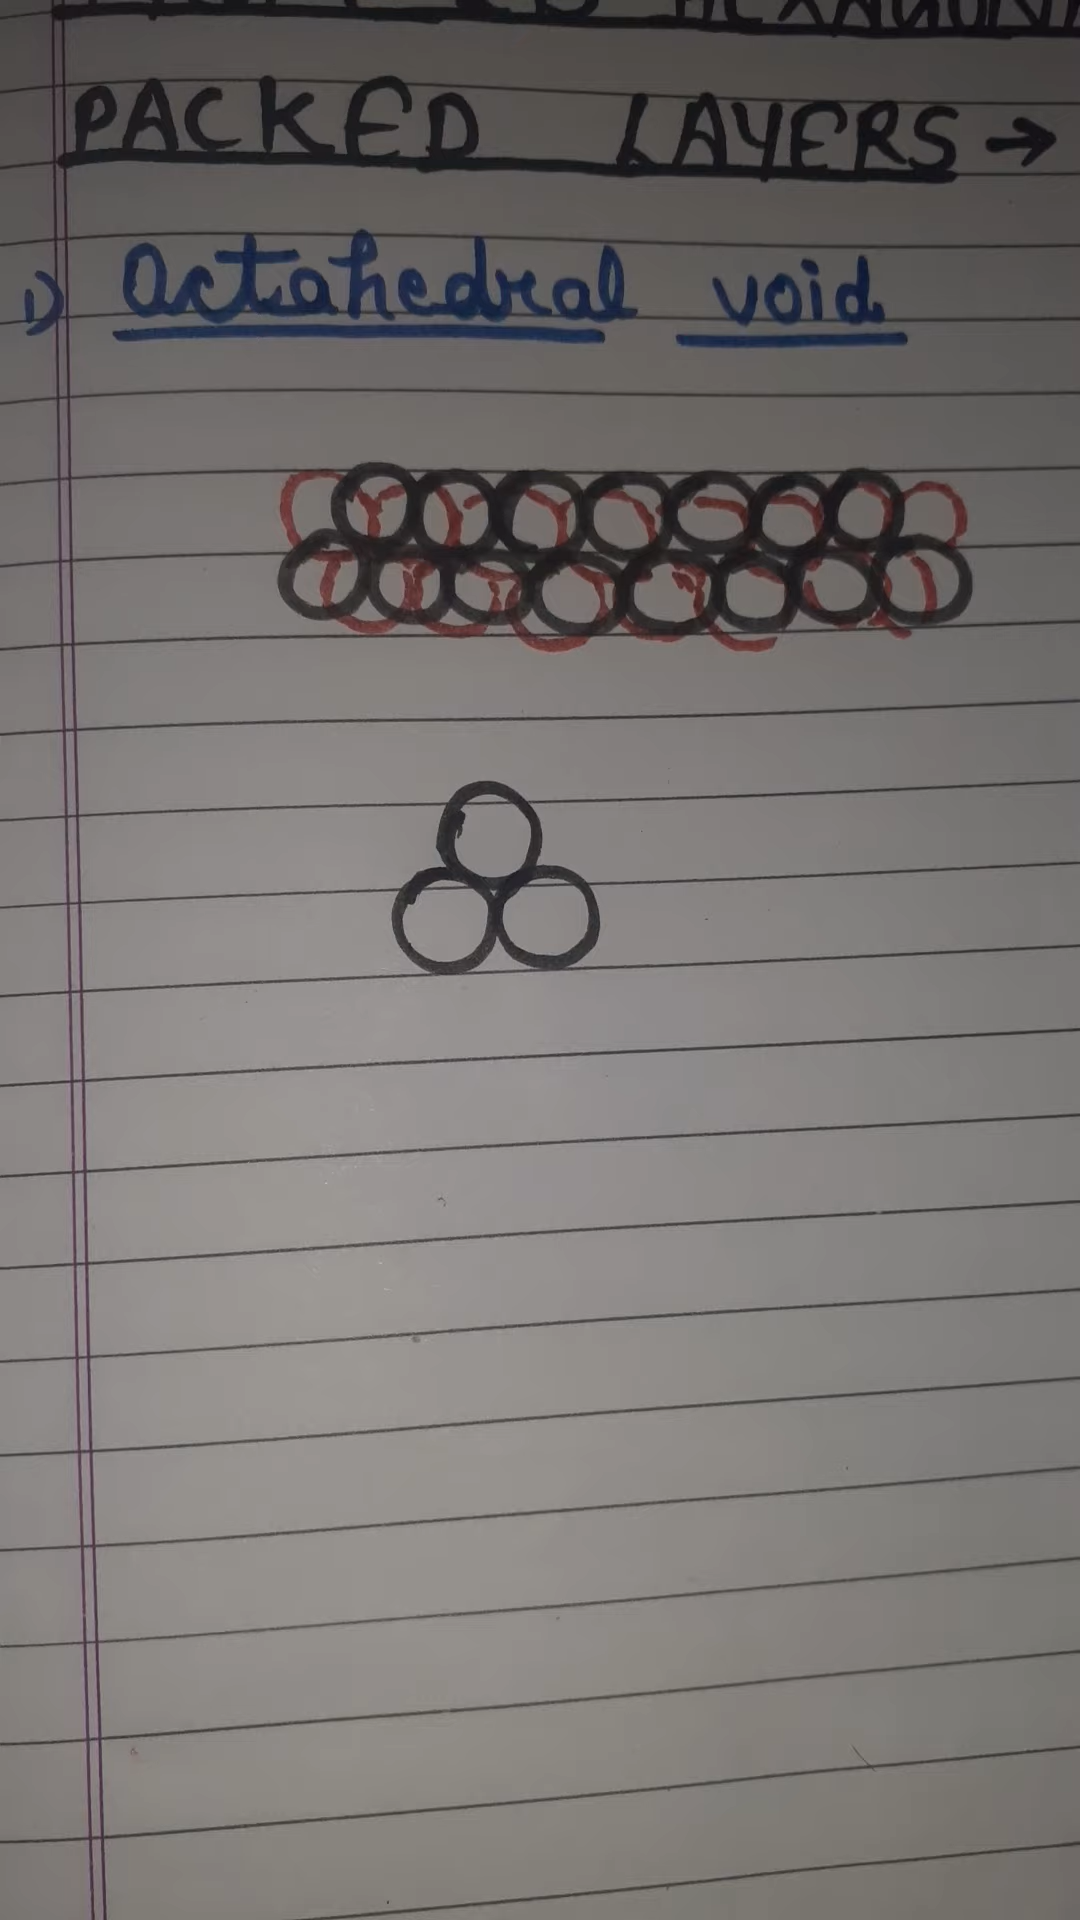 PACKED LAYERS →
1) Octahedral void